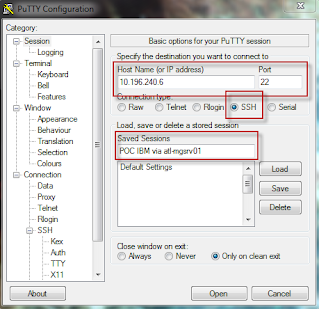 PuTTY Configuration
Category:
Session
Logging
Terminal
Keyboard
Bell
Features
Window
Appearance
Behaviour
Translation
Selection
Colours
Connection
Data
Proxy
Telnet
Rlogin
SSH
Kex
Auth
TTY
X11
Basic options for your PuTTY session
Specify the destination you want to connect to
Host Name (or IP address) Port
10.196.240.6 22
Connection type:
Raw Telnet Rlogin SSH Serial
Load, save or delete a stored session
Saved Sessions
POC IBM via atl-mgsrv01
Default Settings
Load
Save
Delete
Close window on exit:
Always Never Only on clean exit
About Open Cancel